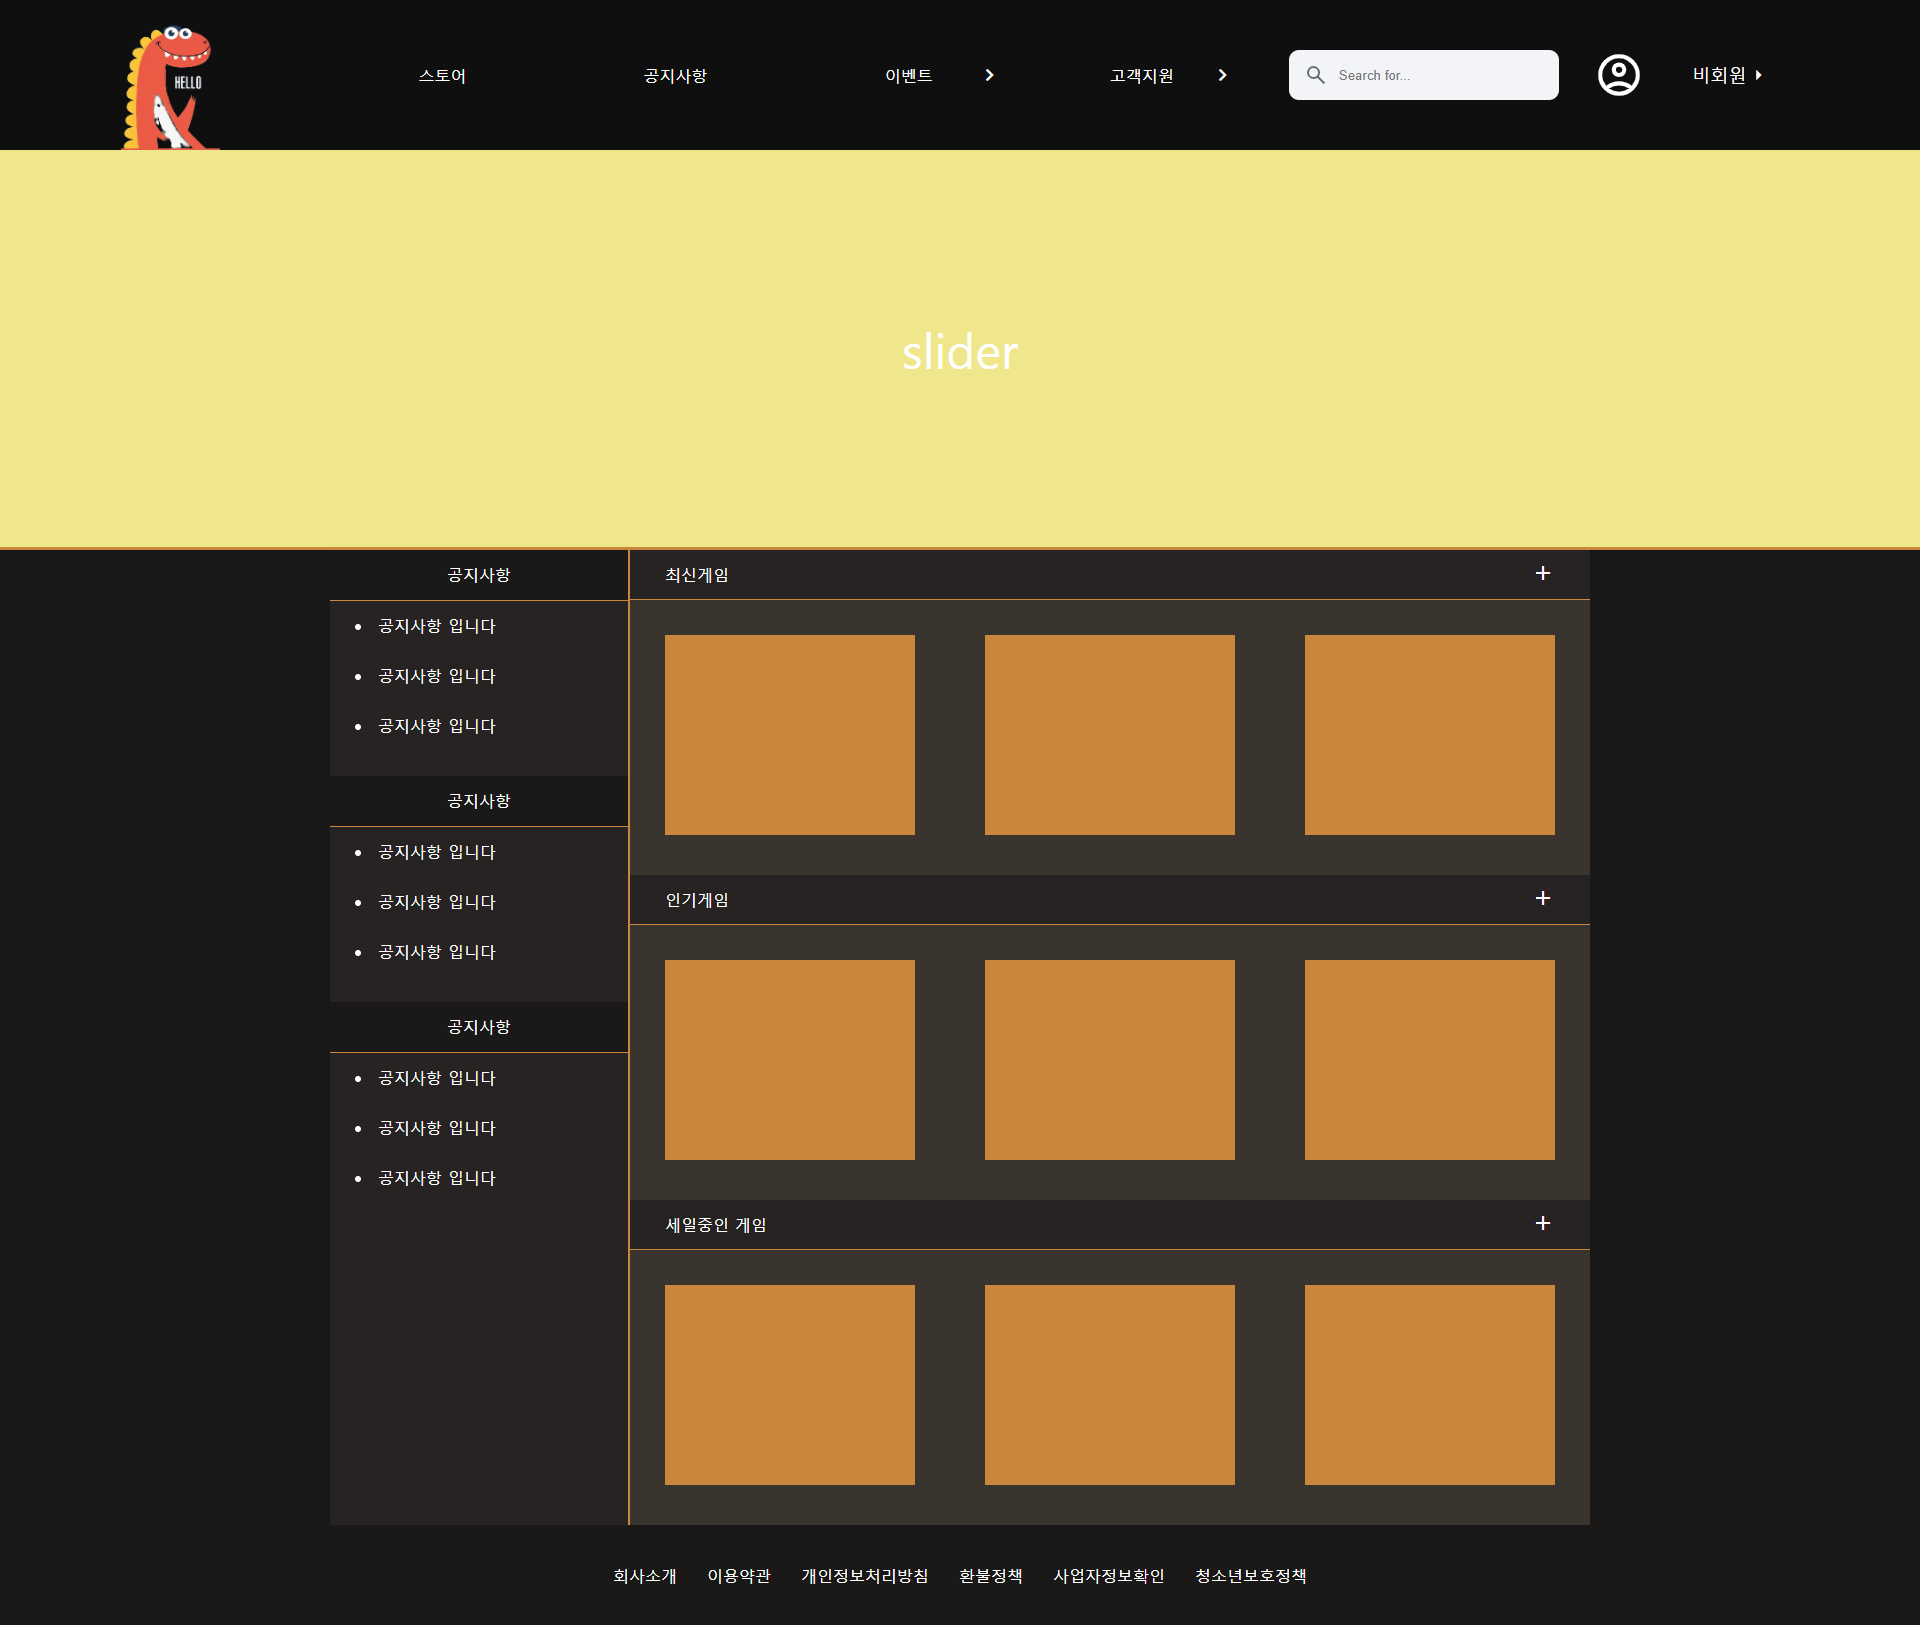 HELLO
스토어
공지사항
이벤트
고객지원
Search for...
비회원
slider
공지사항
공지사항 입니다
공지사항 입니다
공지사항 입니다
공지사항
공지사항 입니다
공지사항 입니다
공지사항 입니다
공지사항
공지사항 입니다
공지사항 입니다
공지사항 입니다
최신게임
인기게임
세일중인 게임
회사소개 이용약관 개인정보처리방침 환불정책 사업자정보확인 청소년보호정책